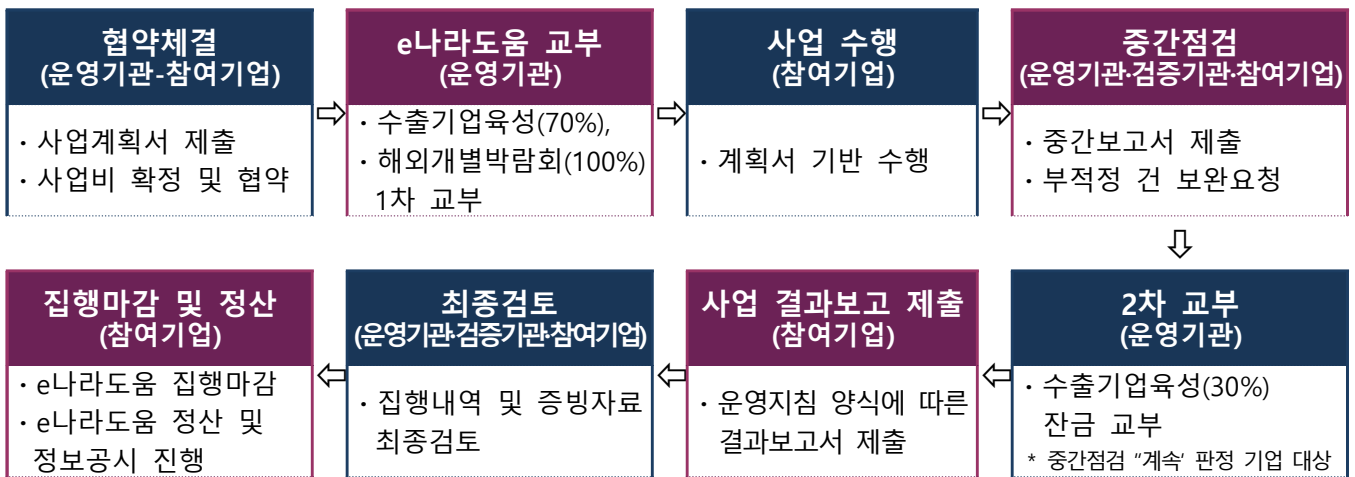 협약체결
(운영기관-참여기업)
· 사업계획서 제출
· 사업비 확정 및 협약
e나라도움 교부
(운영기관)
· 수출기업육성(70%),
· 해외개별박람회(100%)
1차 교부
사업 수행
(참여기업)
· 계획서 기반 수행
중간점검
(운영기관·검증기관·참여기업)
· 중간보고서 제출
· 부적정 건 보완요청
2차 교부
(운영기관)
· 수출기업육성(30%)
잔금 교부
* 중간점검 "계속' 판정 기업 대상
사업 결과보고 제출
(참여기업)
· 운영지침 양식에 따른
결과보고서 제출
최종검토
(운영기관·검증기관·참여기업)
· 집행내역 및 증빙자료
최종검토
집행마감 및 정산
(참여기업)
· e나라도움 집행마감
· e나라도움 정산 및
정보공시 진행